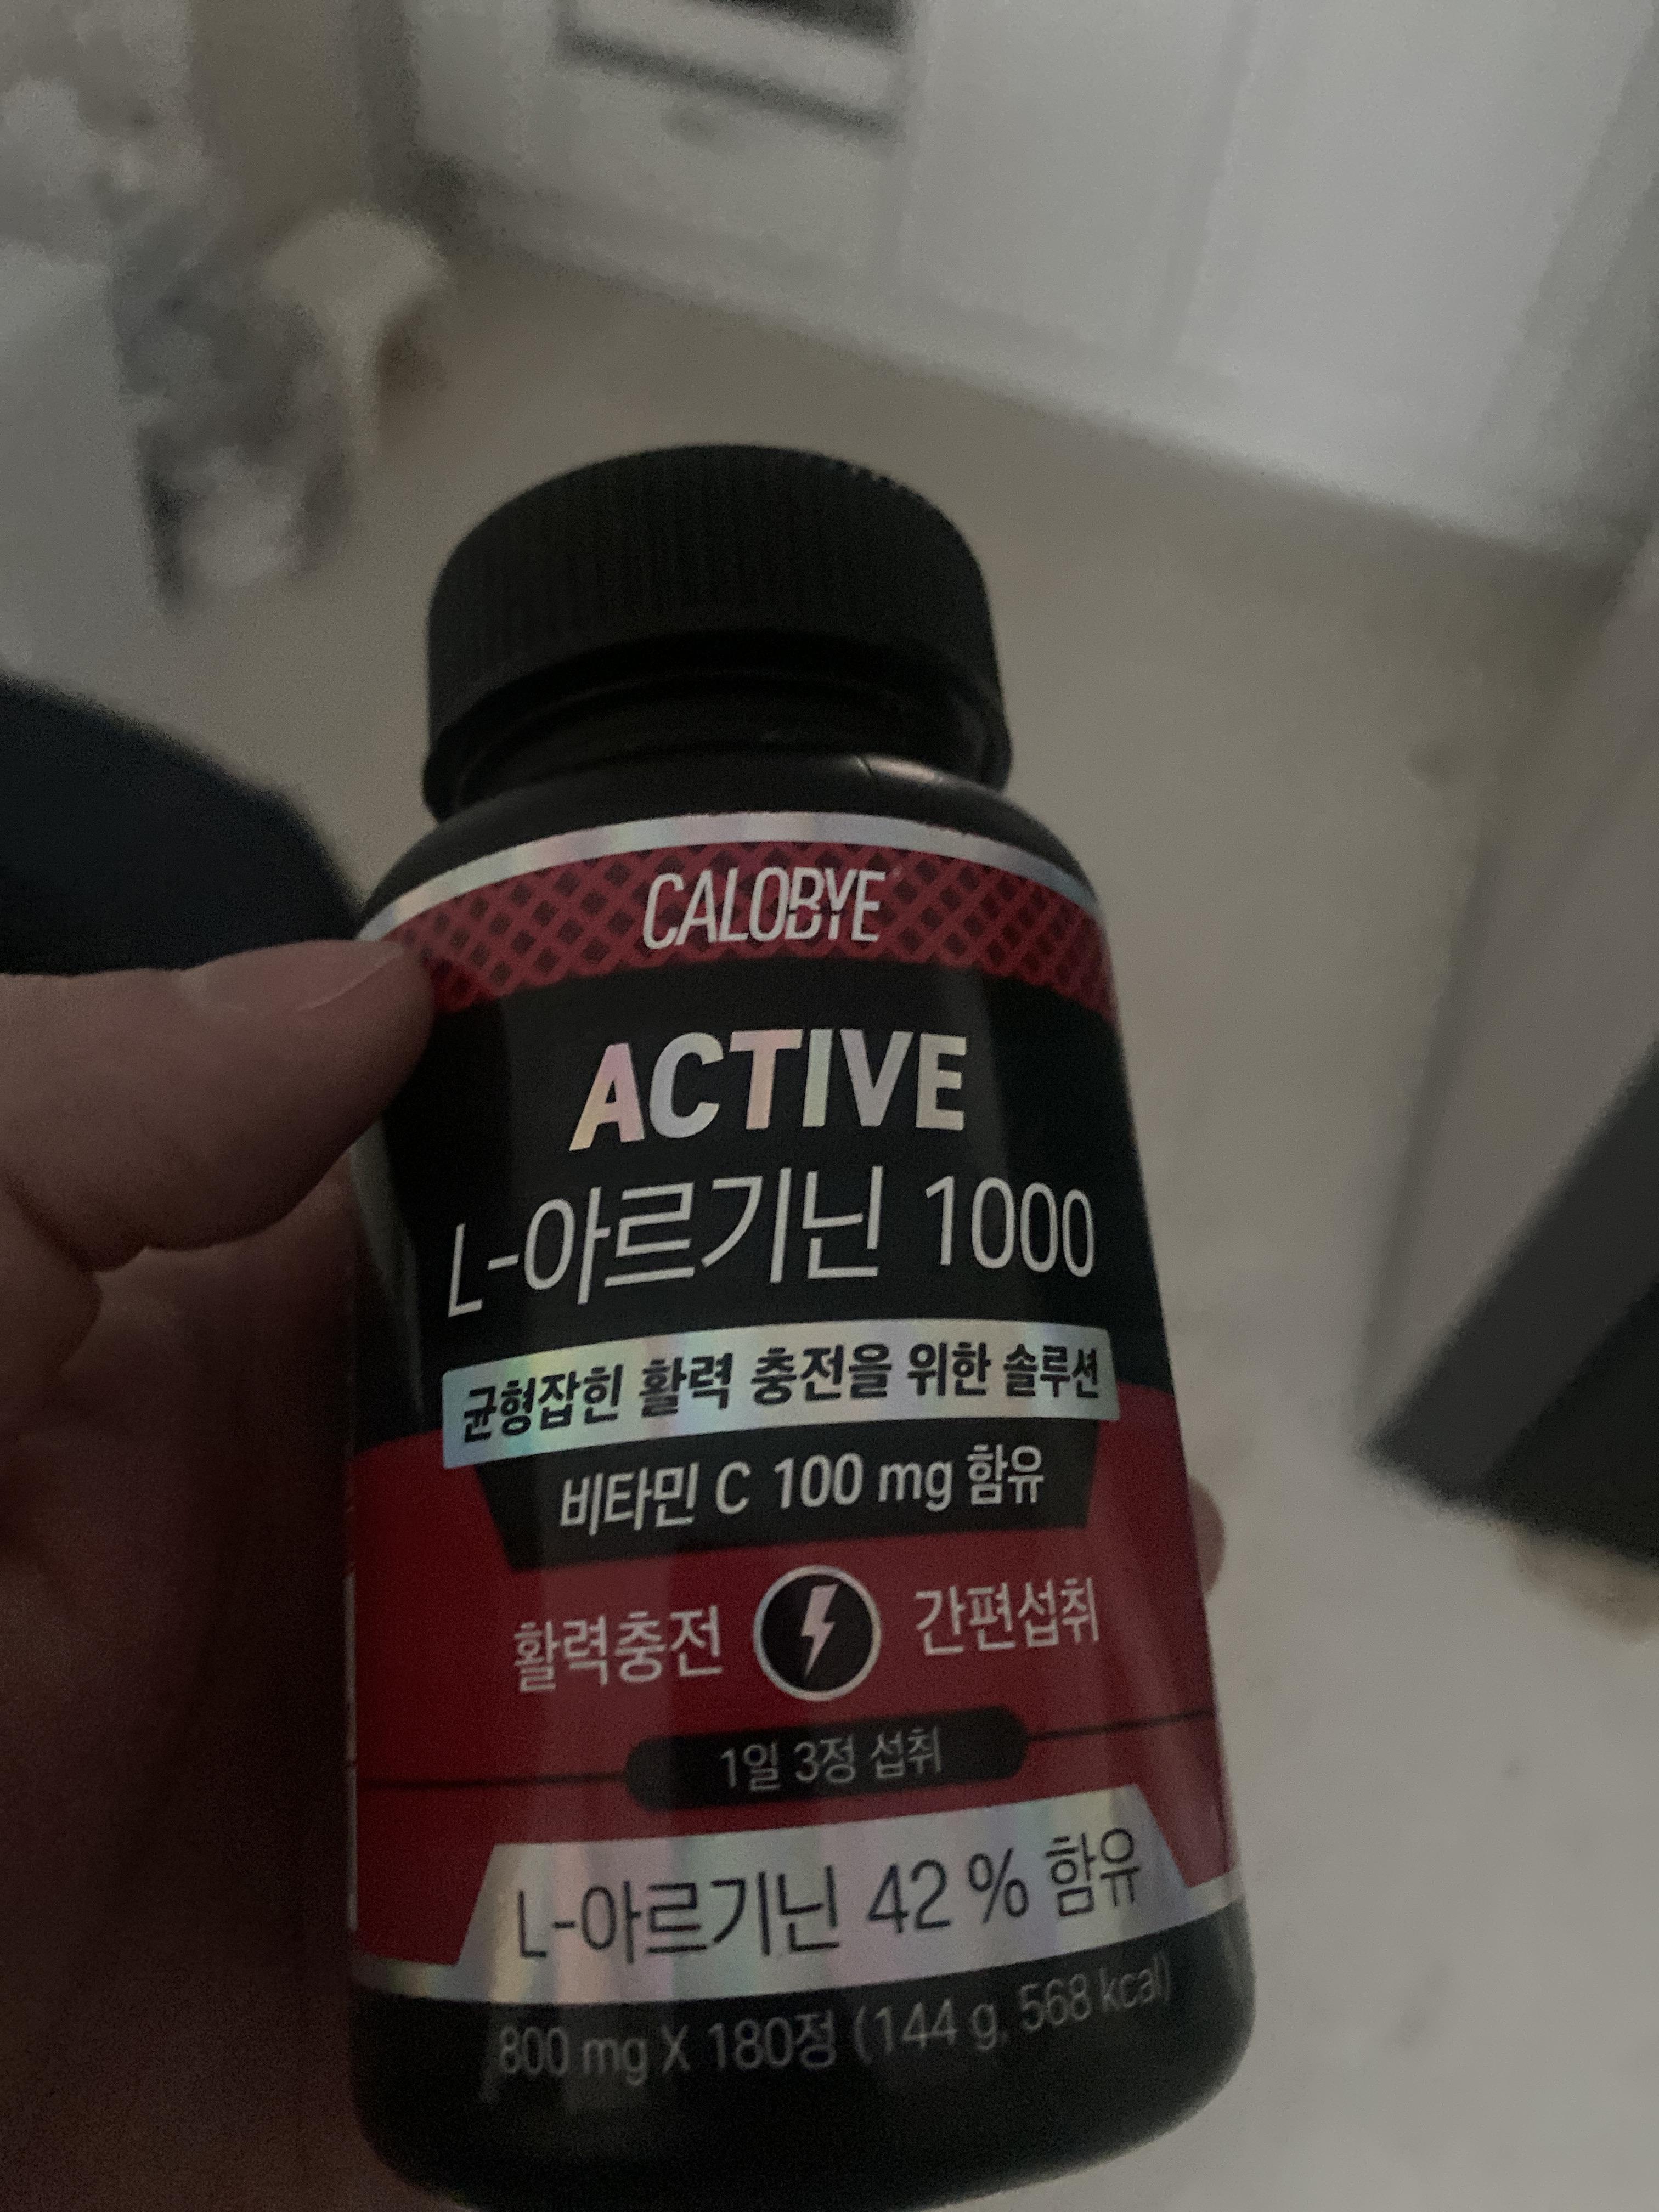 CALOBYE
ACTIVE
L-아르기닌 1000
균형잡힌 활력 충전을 위한 솔루션
비타민 C 100 mg 함유
활력충전 간편섭취
1일 3정 섭취
L-아르기닌 42 % 함유
800 mg X 180정 (144 g, 568 kcal)